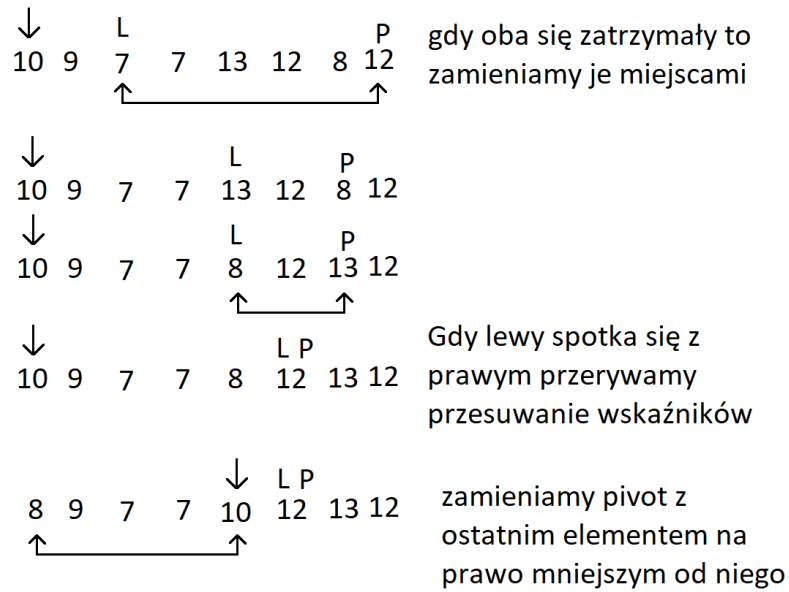 L P
10 9 7 7 13 12 8 12
gdy oba się zatrzymały to
zamieniamy je miejscami
L P
10 9 7 7 13 12 8 12
L P
10 9 7 7 8 12 13 12
L P
10 9 7 7 8 12 13 12
Gdy lewy spotka się z
prawym przerywamy
przesuwanie wskaźników
L P
8 9 7 7 10 12 13 12
zamieniamy pivot z
ostatnim elementem na
prawo mniejszym od niego